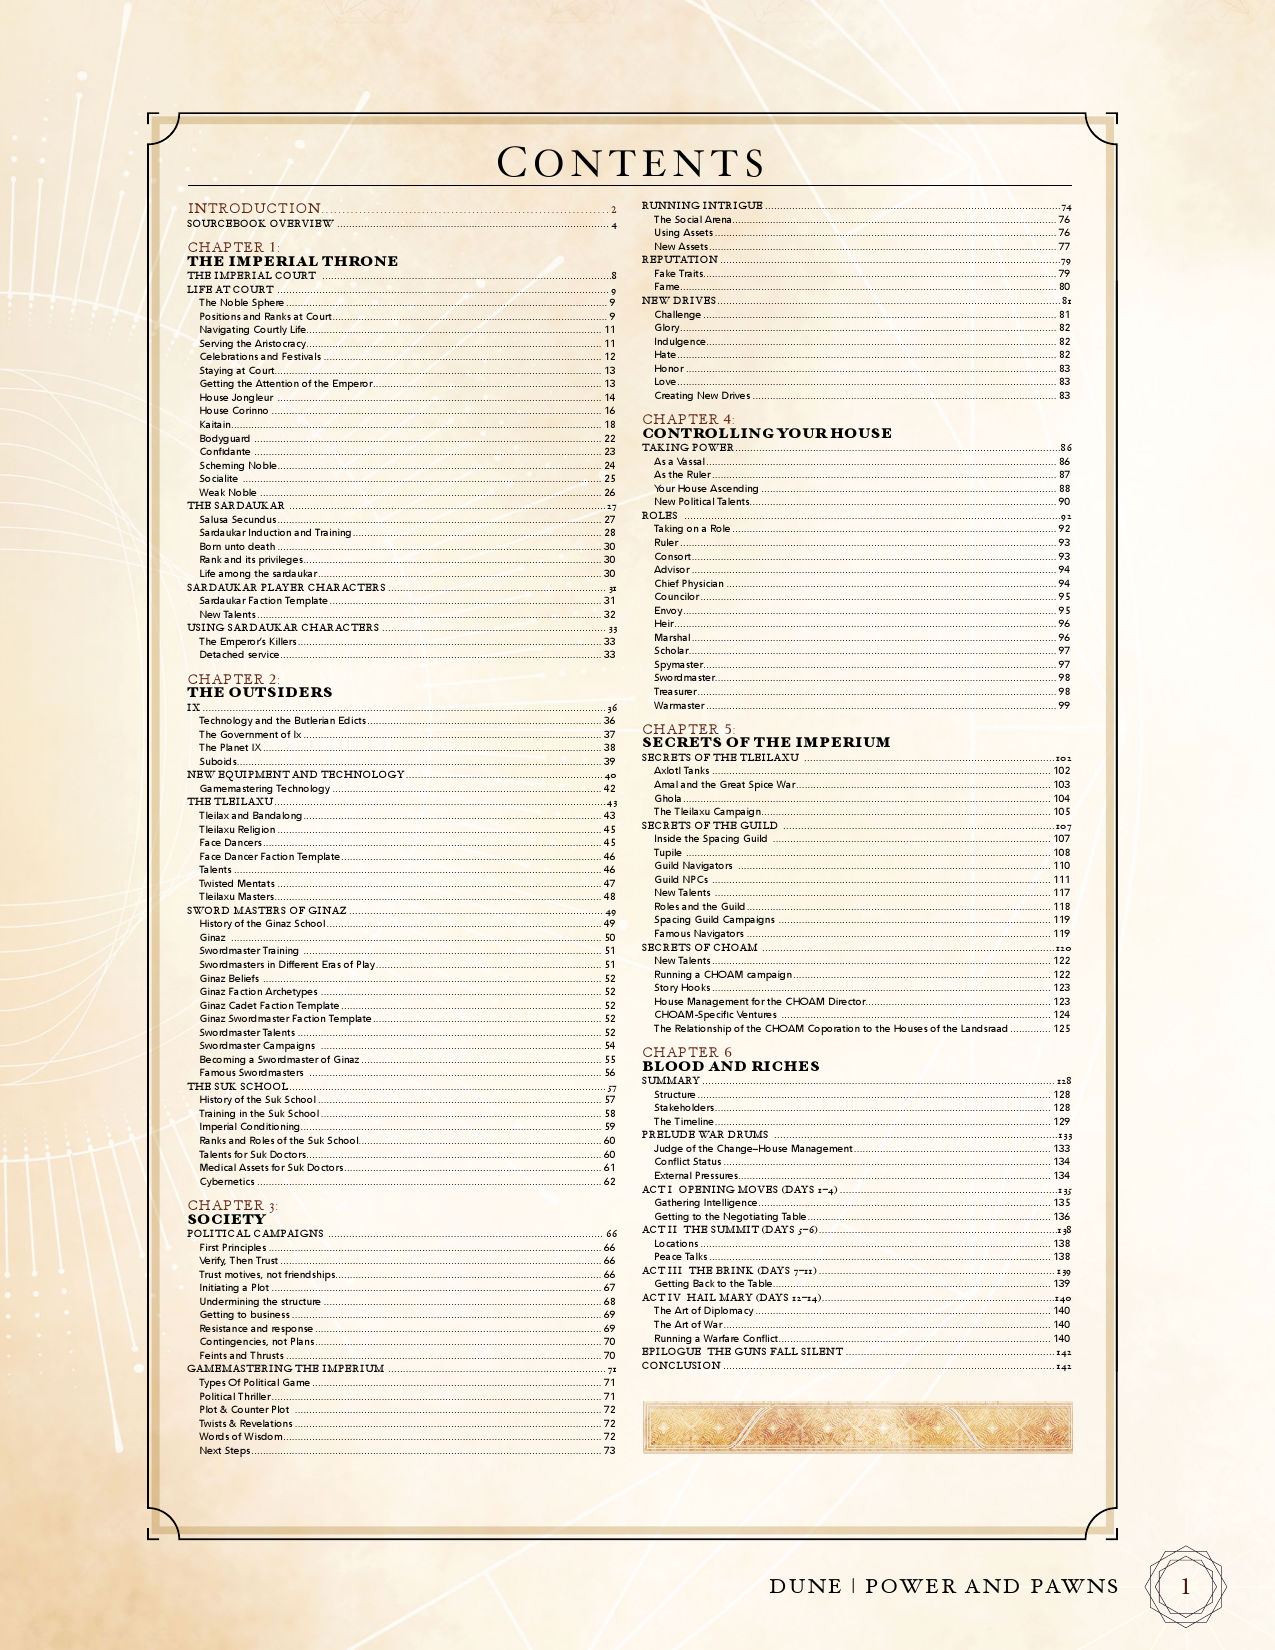 CONTENTS
INTRODUCTION 2
SOURCEBOOK OVERVIEW 4
CHAPTER 1:
THE IMPERIAL THRONE
THE IMPERIAL COURT 8
LIFE AT COURT 9
The Noble Sphere 9
Positions and Ranks at Court 9
Navigating Courtly Life 11
Serving the Aristocracy 11
Celebrations and Festivals 12
Staying at Court 13
Getting the Attention of the Emperor 13
House Jongleur 14
House Corinno 16
Kaitain 18
Bodyguard 22
Confidante 23
Scheming Noble 24
Socialite 25
Weak Noble 26
THE SARDAUKAR 27
Salusa Secundus 27
Sardaukar Induction and Training 28
Born unto death 30
Rank and its privileges 30
Life among the sardaukar 30
SARDAUKAR PLAYER CHARACTERS 31
Sardaukar Faction Template 31
New Talents 32
USING SARDAUKAR CHARACTERS 33
The Emperor's Killers 33
Detached service 33
CHAPTER 2:
THE OUTSIDERS
IX 36
Technology and the Butlerian Edicts 36
The Government of Ix 37
The Planet IX 38
Suboids 39
NEW EQUIPMENT AND TECHNOLOGY 40
Gamemastering Technology 42
THE TLEILAXU 43
Tleilax and Bandalong 43
Tleilaxu Religion 45
Face Dancers 45
Face Dancer Faction Template 46
Talents 46
Twisted Mentats 47
Tleilaxu Masters 48
SWORD MASTERS OF GINAZ 49
History of the Ginaz School 49
Ginaz 50
Swordmaster Training 51
Swordmasters in Different Eras of Play 51
Ginaz Beliefs 52
Ginaz Faction Archetypes 52
Ginaz Cadet Faction Template 52
Ginaz Swordmaster Faction Template 52
Swordmaster Talents 52
Swordmaster Campaigns 54
Becoming a Swordmaster of Ginaz 55
Famous Swordmasters 56
THE SUK SCHOOL 57
History of the Suk School 57
Training in the Suk School 58
Imperial Conditioning 59
Ranks and Roles of the Suk School 60
Talents for Suk Doctors 60
Medical Assets for Suk Doctors 61
Cybernetics 62
CHAPTER 3:
SOCIETY
POLITICAL CAMPAIGNS 66
First Principles 66
Verify, Then Trust 66
Trust motives, not friendships 66
Initiating a Plot 67
Undermining the structure 68
Getting to business 69
Resistance and response 69
Contingencies, not Plans 70
Feints and Thrusts 70
GAMEMASTERING THE IMPERIUM 71
Types Of Political Game 71
Political Thriller 71
Plot & Counter Plot 72
Twists & Revelations 72
Words of Wisdom 72
Next Steps 73
RUNNING INTRIGUE 74
The Social Arena 76
Using Assets 76
New Assets 77
REPUTATION 79
Fake Traits 79
Fame 80
NEW DRIVES 81
Challenge 81
Glory 82
Indulgence 82
Hate 82
Honor 83
Love 83
Creating New Drives 83
CHAPTER 4:
CONTROLLING YOUR HOUSE
TAKING POWER 86
As a Vassal 86
As the Ruler 87
Your House Ascending 88
New Political Talents 90
ROLES 92
Taking on a Role 92
Ruler 93
Consort 93
Advisor 94
Chief Physician 94
Councilor 95
Envoy 95
Heir 96
Marshal 96
Scholar 97
Spymaster 97
Swordmaster 98
Treasurer 98
Warmaster 99
CHAPTER 5:
SECRETS OF THE IMPERIUM
SECRETS OF THE TLEILAXU 102
Axlotl Tanks 102
Amal and the Great Spice War 103
Ghola 104
The Tleilaxu Campaign 105
SECRETS OF THE GUILD 107
Inside the Spacing Guild 107
Tupile 108
Guild Navigators 110
Guild NPCs 111
New Talents 117
Roles and the Guild 118
Spacing Guild Campaigns 119
Famous Navigators 119
SECRETS OF CHOAM 120
New Talents 122
Running a CHOAM campaign 122
Story Hooks 123
House Management for the CHOAM Director 123
CHOAM-Specific Ventures 124
The Relationship of the CHOAM Coporation to the Houses of the Landsraad 125
CHAPTER 6
BLOOD AND RICHES
SUMMARY 128
Structure 128
Stakeholders 128
The Timeline 129
PRELUDE WAR DRUMS 133
Judge of the Change–House Management 133
Conflict Status 134
External Pressures 134
ACT I OPENING MOVES (DAYS 1–4) 135
Gathering Intelligence 135
Getting to the Negotiating Table 136
ACT II THE SUMMIT (DAYS 5–6) 138
Locations 138
Peace Talks 138
ACT III THE BRINK (DAYS 7–11) 139
Getting Back to the Table 139
ACT IV HAIL MARY (DAYS 12–14) 140
The Art of Diplomacy 140
The Art of War 140
Running a Warfare Conflict 140
EPILOGUE THE GUNS FALL SILENT 142
CONCLUSION 142
DUNE | POWER AND PAWNS 1